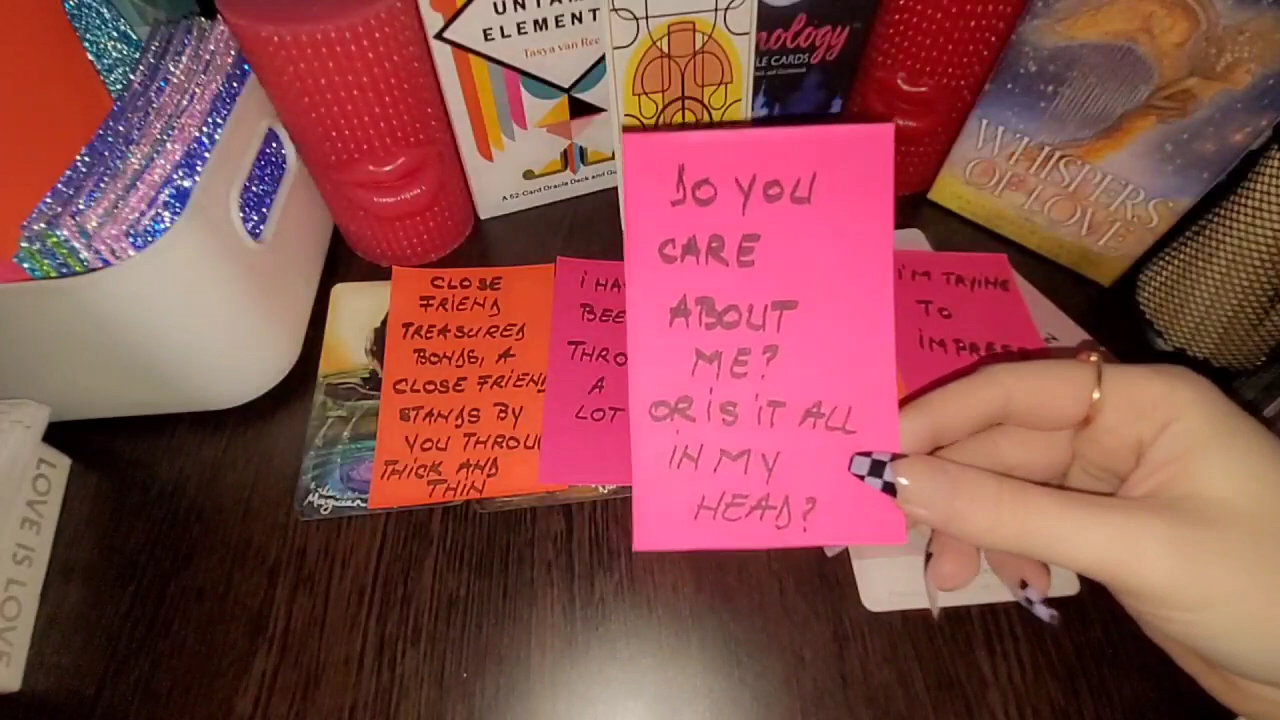 UNTAM
ELEMENT
Tasya van Ree
A 52-Card Oracle Deck and Gu
nology
LE CARDS
WHISPERS
OF LOVE
LOVE IS LOVE
CLOSE
FRIEND
TREASURED
BONDS, A
CLOSE FRIEND
STANDS BY
YOU THROU
THICK AND
THIN
I HA
BEE
THRO
A
LOT
DO YOU
CARE
ABOUT
ME?
OR IS IT ALL
IN MY
HEAD?
I'M TRYING
TO
IMPRESS